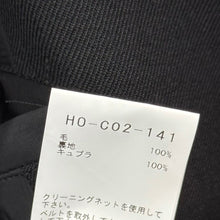 HO-C02-141
毛 100%
裏地
キュプラ 100%
クリーニングネットを使用して
下さい。
ベルトを取り外して